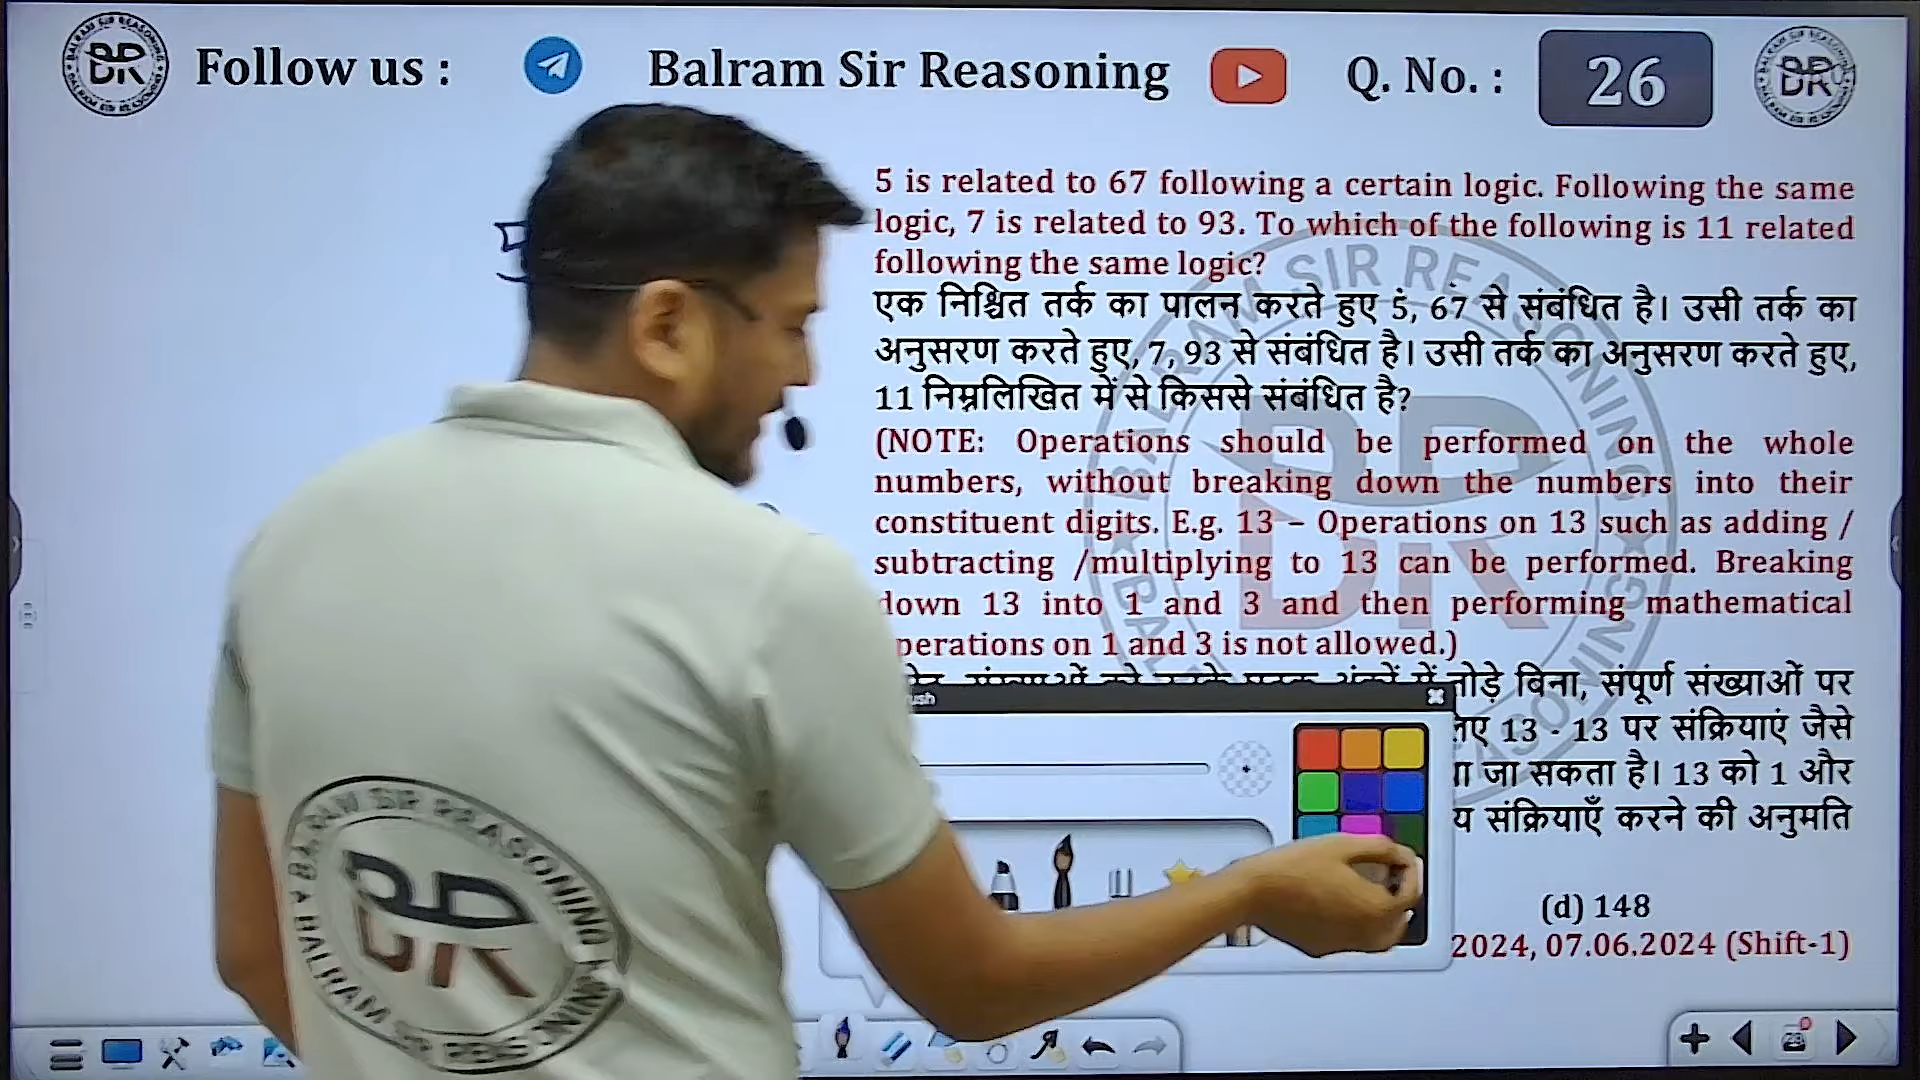 Follow us : Balram Sir Reasoning Q. No. : 26
5 is related to 67 following a certain logic. Following the same
logic, 7 is related to 93. To which of the following is 11 related
following the same logic?
एक निश्चित तर्क का पालन करते हुए 5, 67 से संबंधित है। उसी तर्क का
अनुसरण करते हुए, 7, 93 से संबंधित है। उसी तर्क का अनुसरण करते हुए,
11 निम्नलिखित में से किससे संबंधित है?
(NOTE: Operations should be performed on the whole
numbers, without breaking down the numbers into their
constituent digits. E.g. 13 – Operations on 13 such as adding /
subtracting /multiplying to 13 can be performed. Breaking
down 13 into 1 and 3 and then performing mathematical
perations on 1 and 3 is not allowed.)
तोड़े बिना, संपूर्ण संख्याओं पर
13 - 13 पर संक्रियाएं जैसे
जा सकता है। 13 को 1 और
संक्रियाएँ करने की अनुमति
(d) 148
2024, 07.06.2024 (Shift-1)
BALRAM SIR REASONING
BR